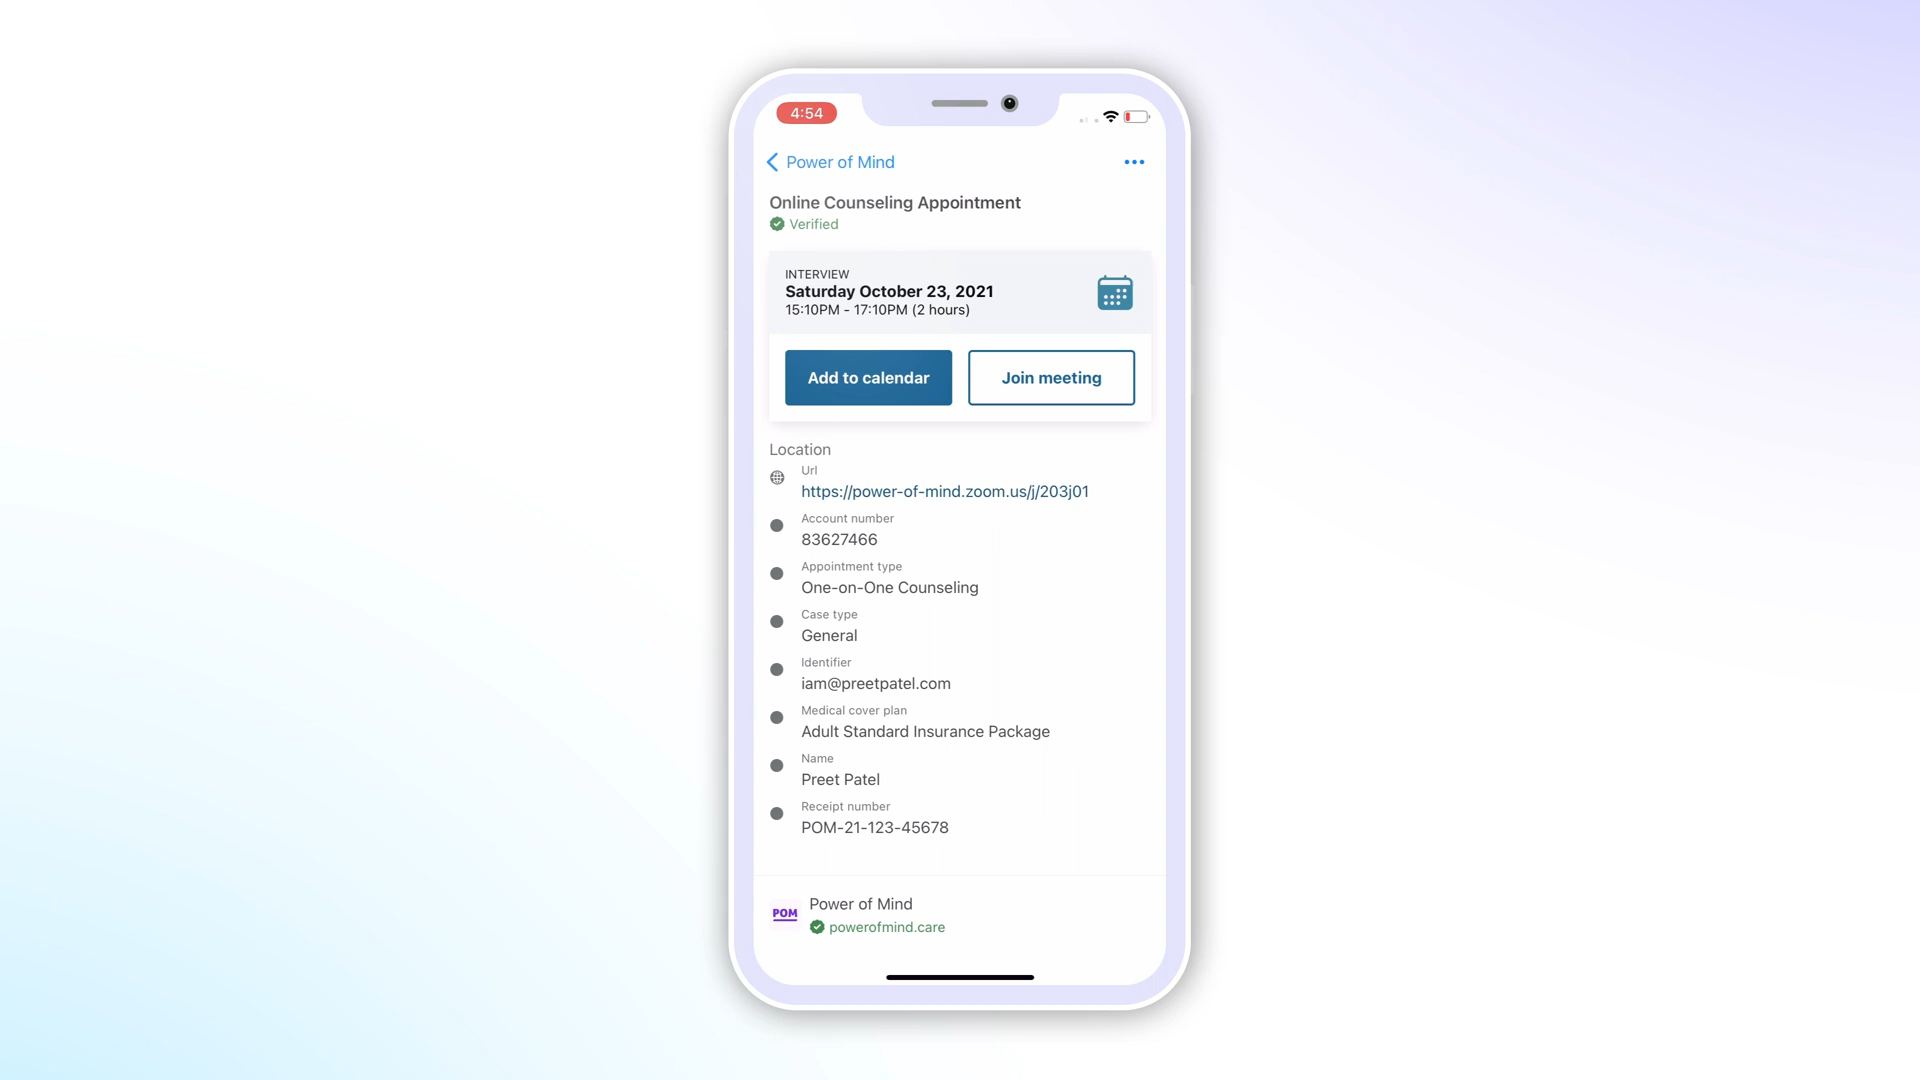 4:54
Power of Mind
Online Counseling Appointment
Verified
INTERVIEW
Saturday October 23, 2021
15:10PM - 17:10PM (2 hours)
Add to calendar
Join meeting
Location
Url
https://power-of-mind.zoom.us/j/203j01
Account number
83627466
Appointment type
One-on-One Counseling
Case type
General
Identifier
iam@preetpatel.com
Medical cover plan
Adult Standard Insurance Package
Name
Preet Patel
Receipt number
POM-21-123-45678
POM
Power of Mind
powerofmind.care